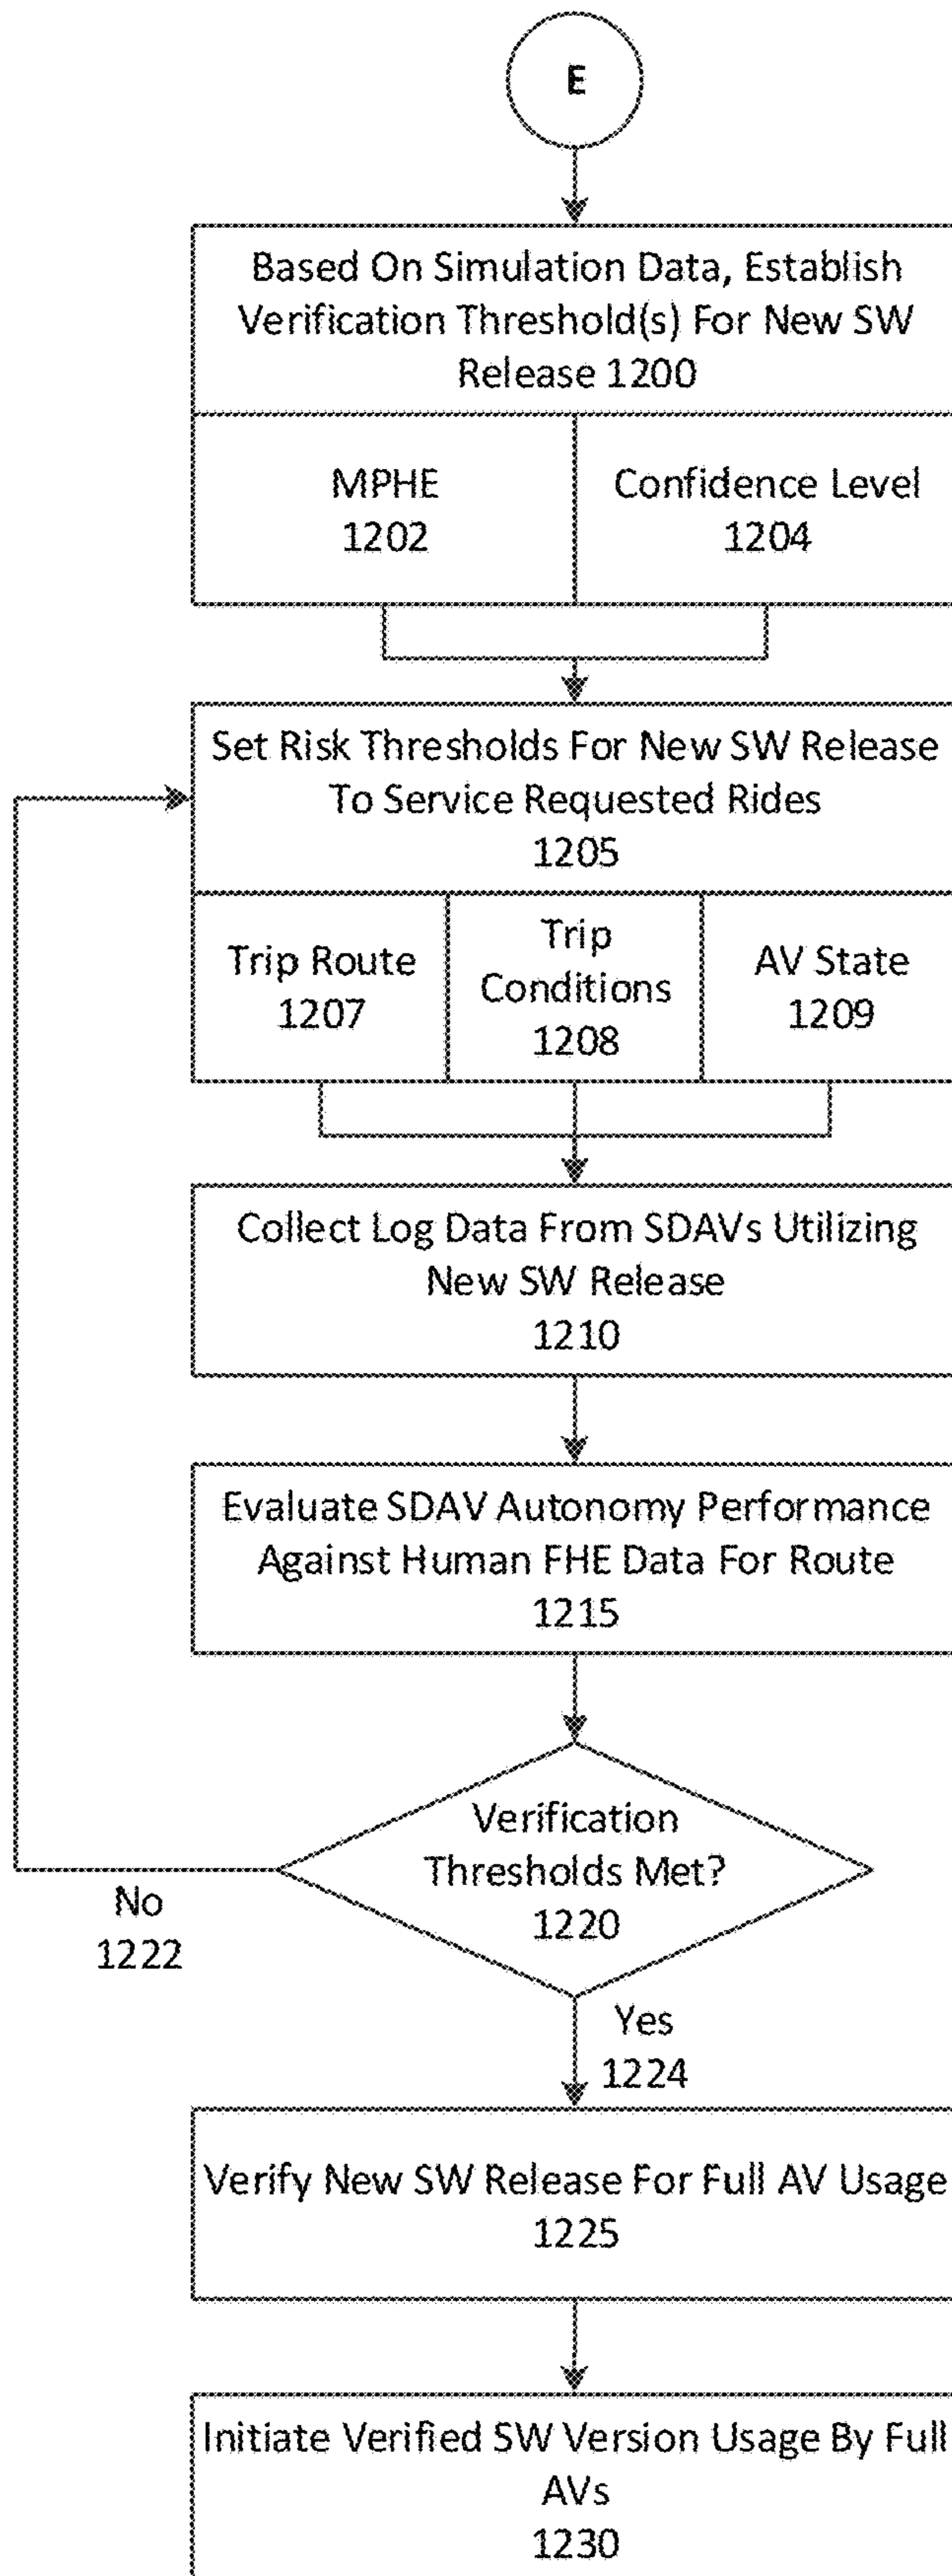 E
Based On Simulation Data, Establish
Verification Threshold(s) For New SW
Release 1200
MPHE
1202
Confidence Level
1204
Set Risk Thresholds For New SW Release
To Service Requested Rides
1205
Trip Route
1207
Trip
Conditions
1208
AV State
1209
Collect Log Data From SDAVs Utilizing
New SW Release
1210
Evaluate SDAV Autonomy Performance
Against Human FHE Data For Route
1215
Verification
Thresholds Met?
1220
No
1222
Yes
1224
Verify New SW Release For Full AV Usage
1225
Initiate Verified SW Version Usage By Full
AVs
1230